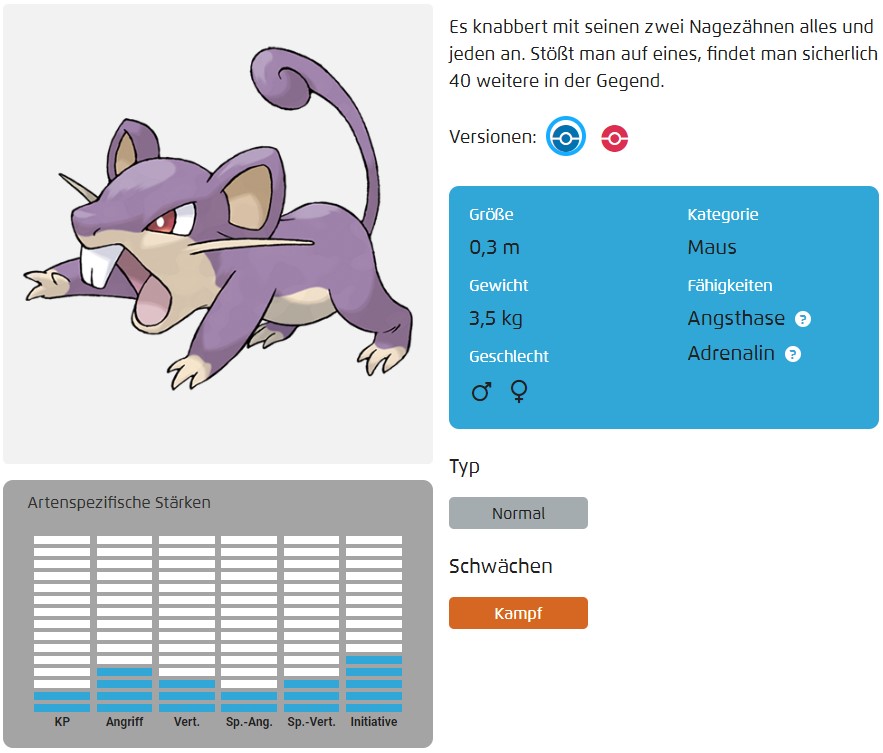 Es knabbert mit seinen zwei Nagezähnen alles und
jeden an. Stößt man auf eines, findet man sicherlich
40 weitere in der Gegend.
Versionen:
Größe
0,3 m
Gewicht
3,5 kg
Geschlecht
♂ ♀
Kategorie
Maus
Fähigkeiten
Angsthase ?
Adrenalin ?
Typ
Normal
Schwächen
Kampf
Artenspezifische Stärken
KP Angriff Vert. Sp.-Ang. Sp.-Vert. Initiative